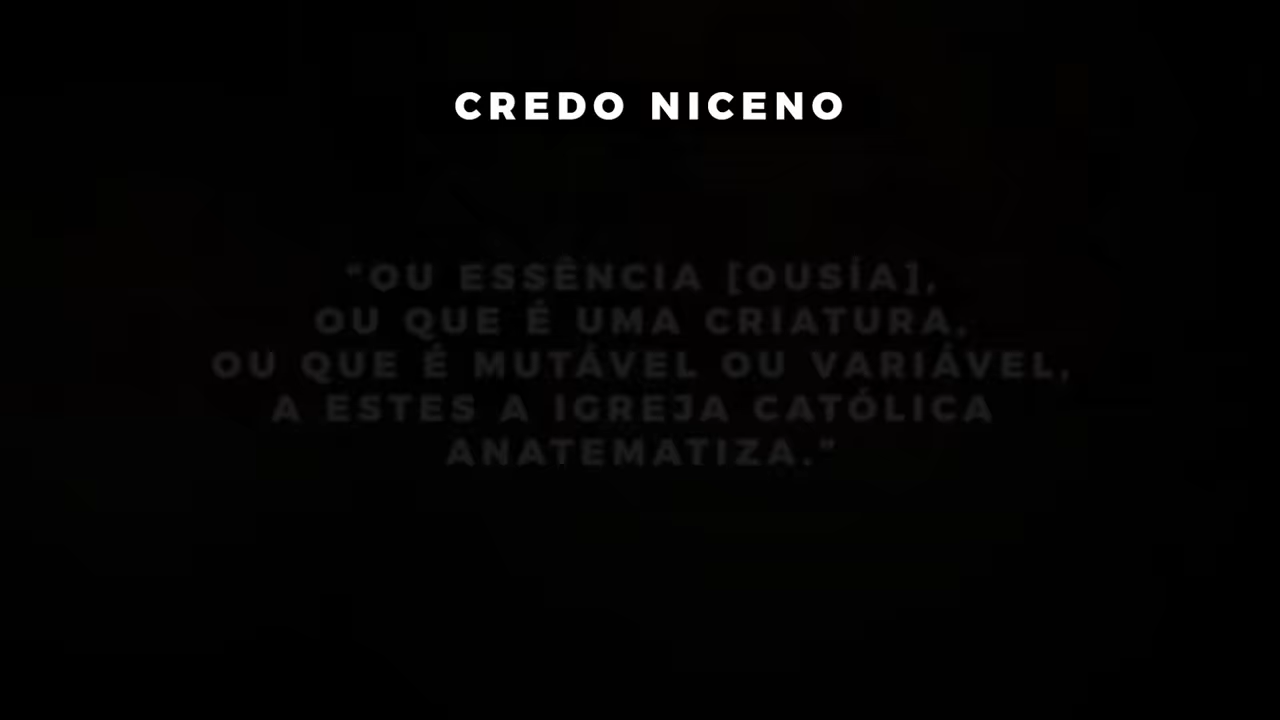 CREDO NICENO
“OU ESSÊNCIA [OUSÍA],
OU QUE É UMA CRIATURA,
OU QUE É MUTÁVEL OU VARIÁVEL,
A ESTES A IGREJA CATÓLICA
ANATEMATIZA.”